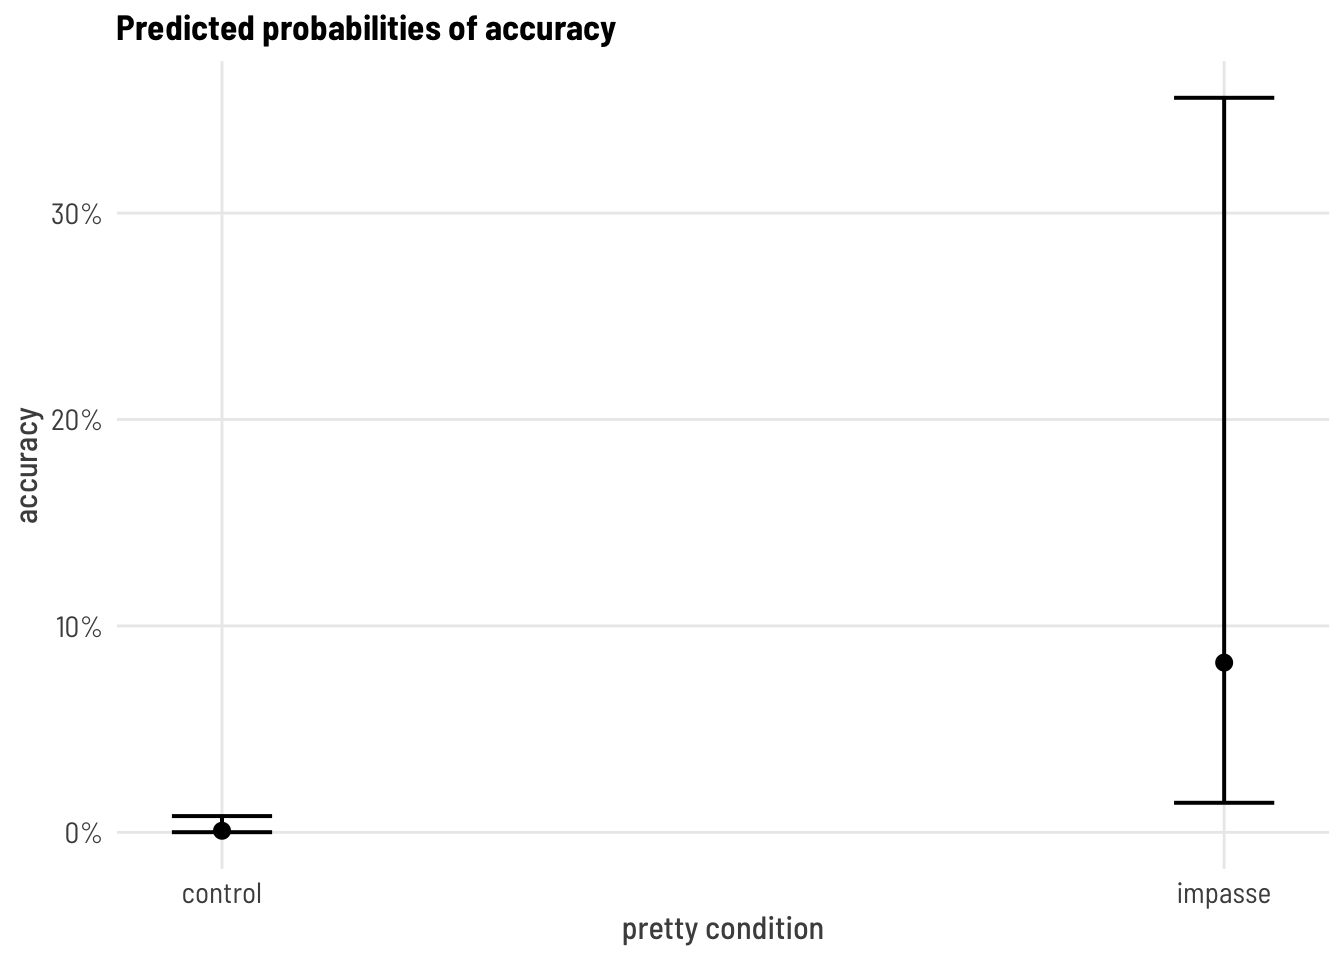 Predicted probabilities of accuracy
accuracy
30%
20%
10%
0%
control
impasse
pretty condition